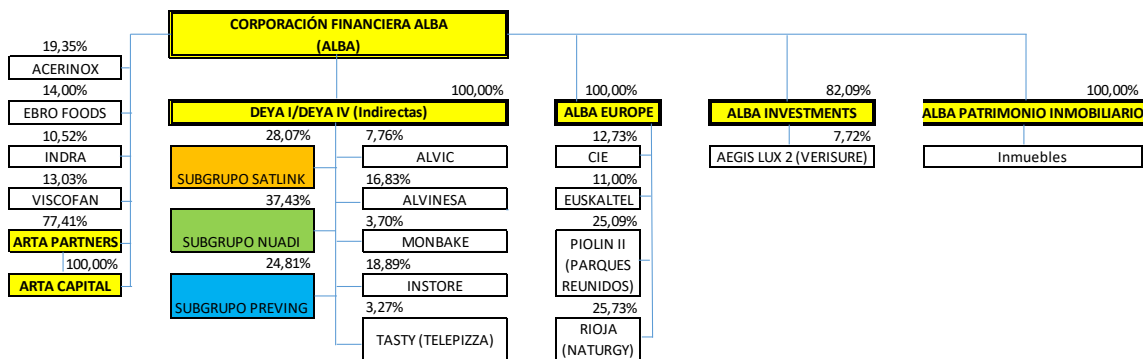 CORPORACIÓN FINANCIERA ALBA
(ALBA)
19,35%
ACERINOX
14,00%
EBRO FOODS
10,52%
INDRA
13,03%
VISCOFAN
77,41%
ARTA PARTNERS
100,00%
ARTA CAPITAL
100,00%
DEYA I/DEYA IV (Indirectas)
28,07%
SUBGRUPO SATLINK
37,43%
SUBGRUPO NUADI
24,81%
SUBGRUPO PREVING
7,76%
ALVIC
16,83%
ALVINESA
3,70%
MONBAKE
18,89%
INSTORE
3,27%
TASTY (TELEPIZZA)
100,00%
ALBA EUROPE
12,73%
CIE
11,00%
EUSKALTEL
25,09%
PIOLIN II
(PARQUES
REUNIDOS)
25,73%
RIOJA
(NATURGY)
82,09%
ALBA INVESTMENTS
7,72%
AEGIS LUX 2 (VERISURE)
100,00%
ALBA PATRIMONIO INMOBILIARIO
Inmuebles